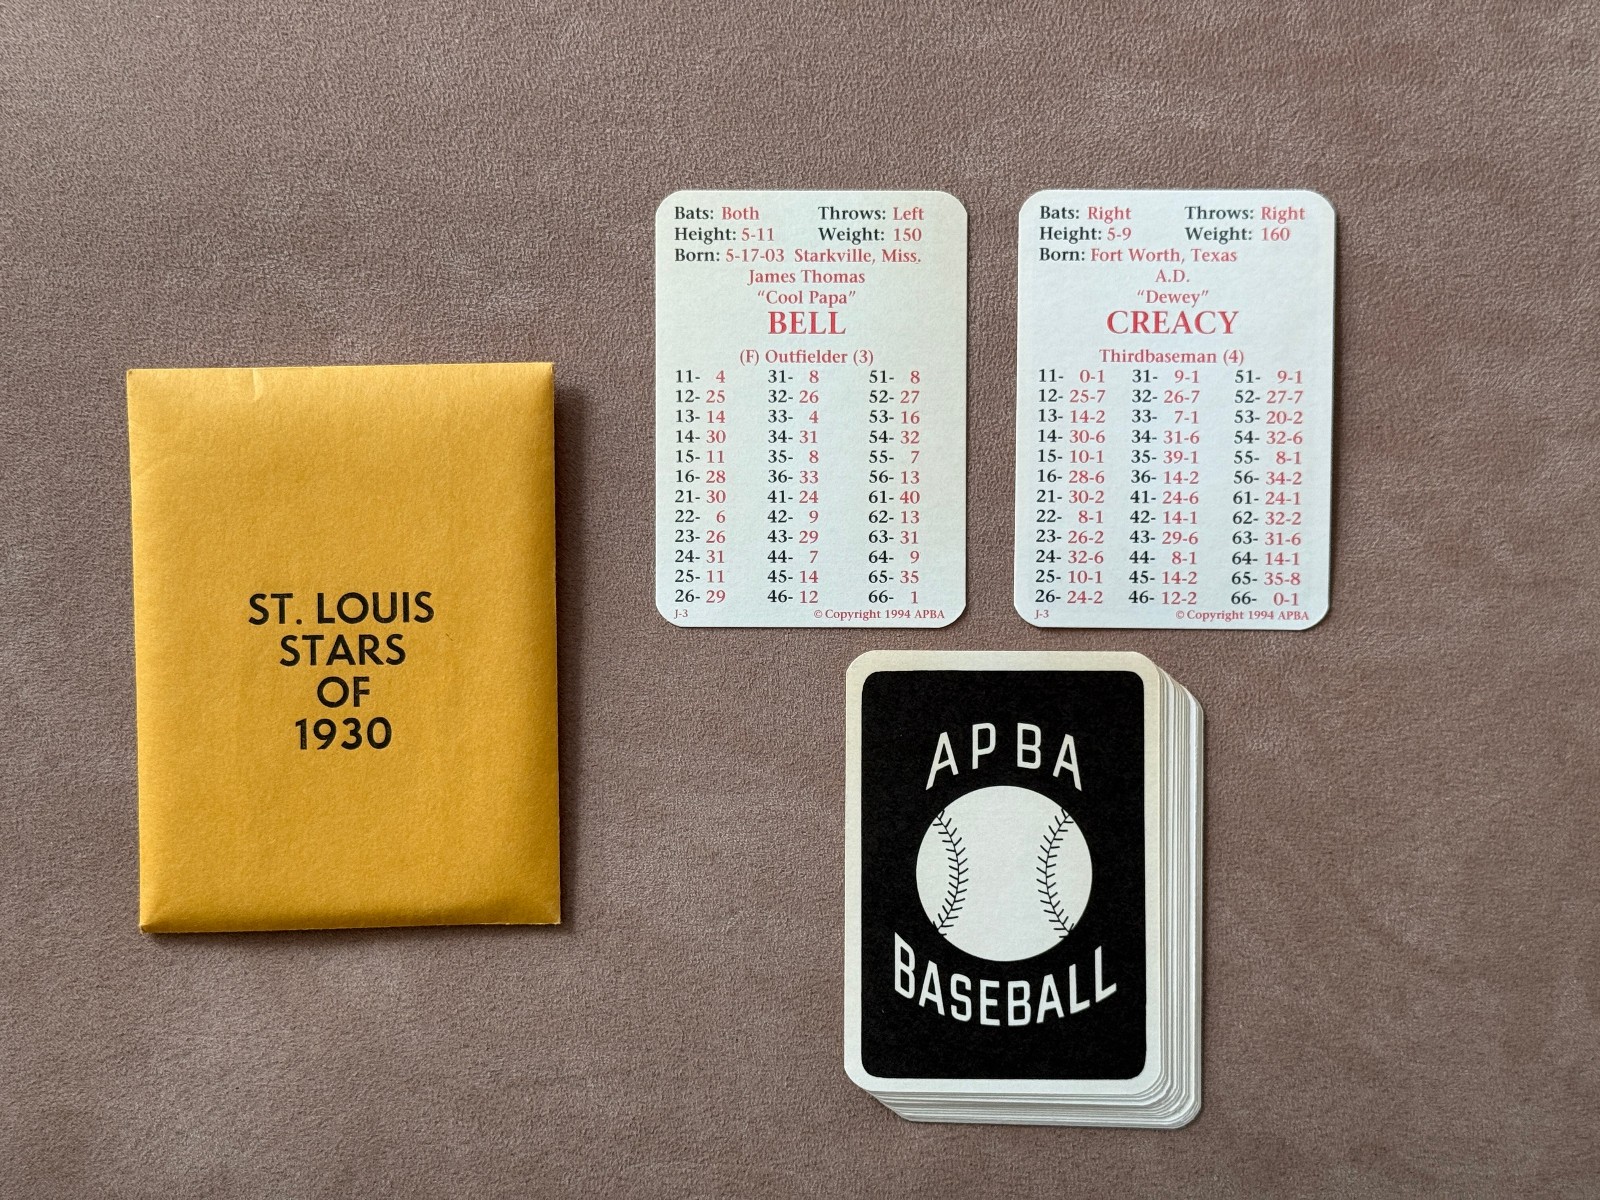 ST. LOUIS
STARS
OF
1930
Bats: Both Throws: Left
Height: 5-11 Weight: 150
Born: 5-17-03 Starkville, Miss.
James Thomas
“Cool Papa”
BELL
(F) Outfielder (3)
11- 4 31- 8 51- 8
12- 25 32- 26 52- 27
13- 14 33- 4 53- 16
14- 30 34- 31 54- 32
15- 11 35- 8 55- 7
16- 28 36- 33 56- 13
21- 30 41- 24 61- 40
22- 6 42- 9 62- 13
23- 26 43- 29 63- 31
24- 31 44- 7 64- 9
25- 11 45- 14 65- 35
26- 29 46- 12 66- 1
J-3 © Copyright 1994 APBA
Bats: Right Throws: Right
Height: 5-9 Weight: 160
Born: Fort Worth, Texas
A.D.
“Dewey”
CREACY
Thirdbaseman (4)
11- 0-1 31- 9-1 51- 9-1
12- 25-7 32- 26-7 52- 27-7
13- 14-2 33- 7-1 53- 20-2
14- 30-6 34- 31-6 54- 32-6
15- 10-1 35- 39-1 55- 8-1
16- 28-6 36- 14-2 56- 34-2
21- 30-2 41- 24-6 61- 24-1
22- 8-1 42- 14-1 62- 32-2
23- 26-2 43- 29-6 63- 31-6
24- 32-6 44- 8-1 64- 14-1
25- 10-1 45- 14-2 65- 35-8
26- 24-2 46- 12-2 66- 0-1
J-3 © Copyright 1994 APBA
APBA
BASEBALL